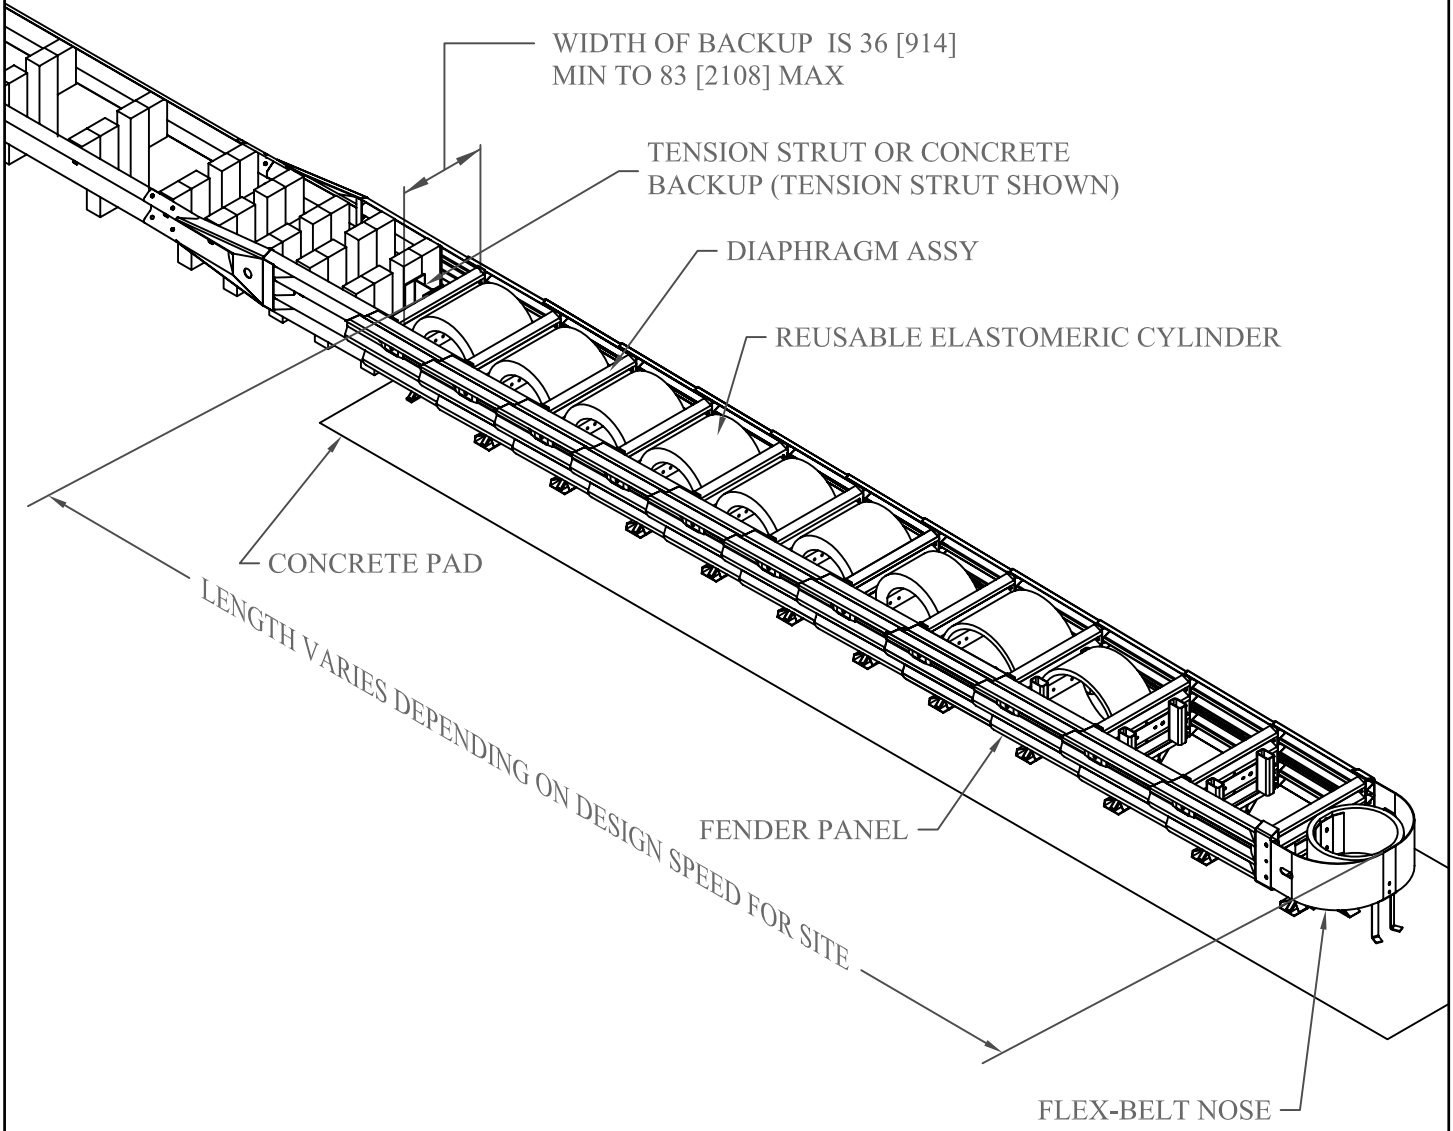 WIDTH OF BACKUP IS 36 [914]
MIN TO 83 [2108] MAX
TENSION STRUT OR CONCRETE
BACKUP (TENSION STRUT SHOWN)
DIAPHRAGM ASSY
REUSABLE ELASTOMERIC CYLINDER
CONCRETE PAD
LENGTH VARIES DEPENDING ON DESIGN SPEED FOR SITE
FENDER PANEL
FLEX-BELT NOSE